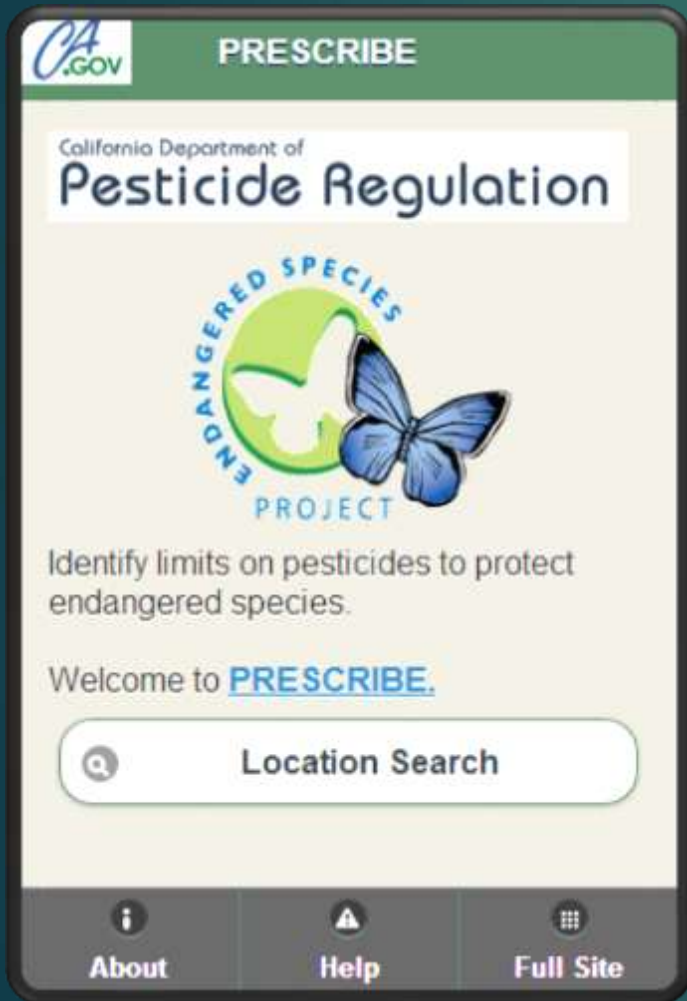 CA
.GOV
PRESCRIBE
California Department of
Pesticide Regulation
ENDANGERED SPECIES
PROJECT
Identify limits on pesticides to protect
endangered species.
Welcome to PRESCRIBE.
Location Search
About
Help
Full Site